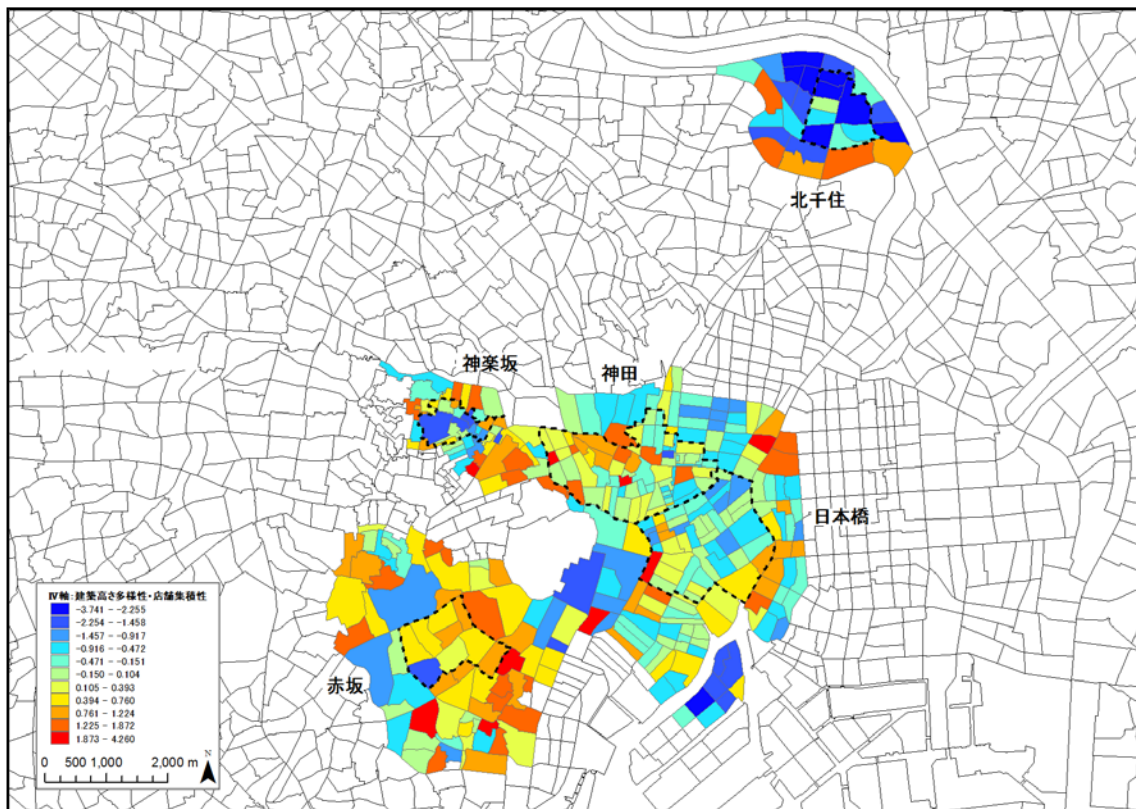 北千住
神楽坂
神田
日本橋
赤坂
Ⅳ軸:建築高さ多様性・店舗集積性
-3.741 - -2.255
-2.254 - -1.458
-1.457 - -0.917
-0.916 - -0.472
-0.471 - -0.151
-0.150 - 0.104
0.105 - 0.393
0.394 - 0.760
0.761 - 1.224
1.225 - 1.872
1.873 - 4.260
N
0 500 1,000 2,000 m